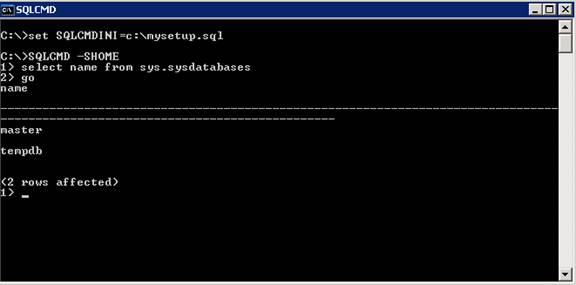 SQLCMD
C:\>set SQLCMDINI=c:\mysetup.sql
C:\>SQLCMD -SHOME
1> select name from sys.sysdatabases
2> go
name
--------------------------------------------------------------------------------
------------------------------------------------
master
tempdb
(2 rows affected)
1> _